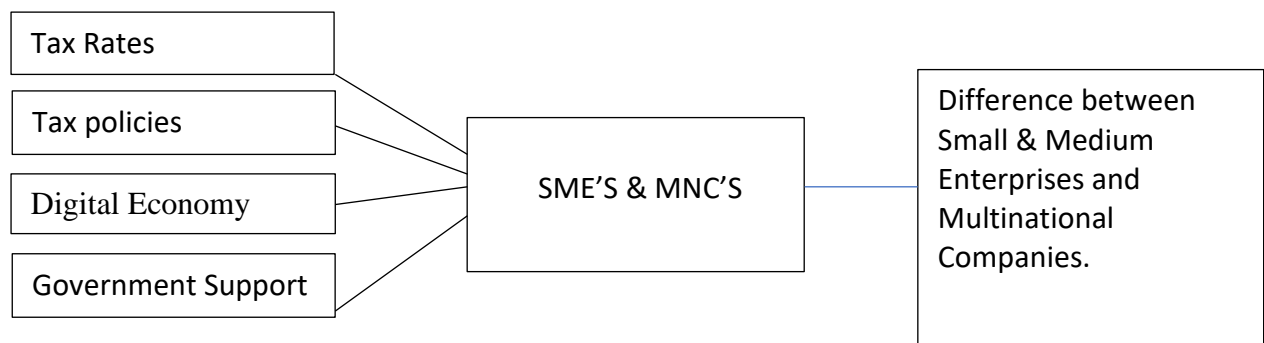 Tax Rates
Tax policies
Digital Economy
Government Support
SME'S & MNC'S
Difference between
Small & Medium
Enterprises and
Multinational
Companies.